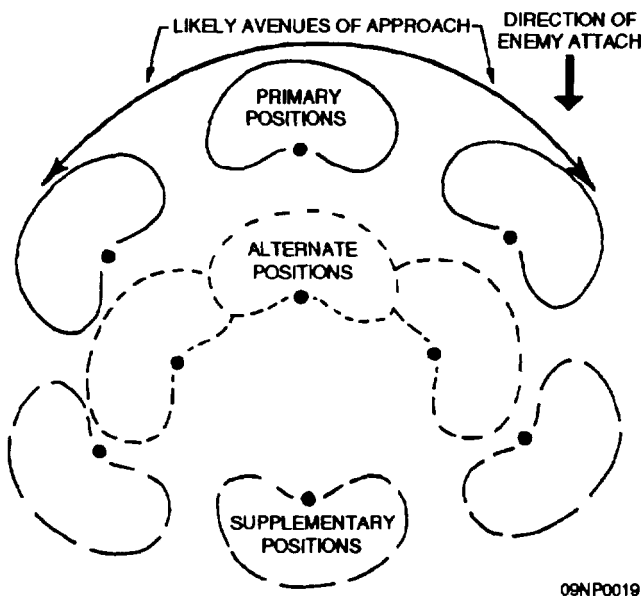 LIKELY AVENUES OF APPROACH
DIRECTION OF
ENEMY ATTACH
PRIMARY
POSITIONS
ALTERNATE
POSITIONS
SUPPLEMENTARY
POSITIONS
09NP0019